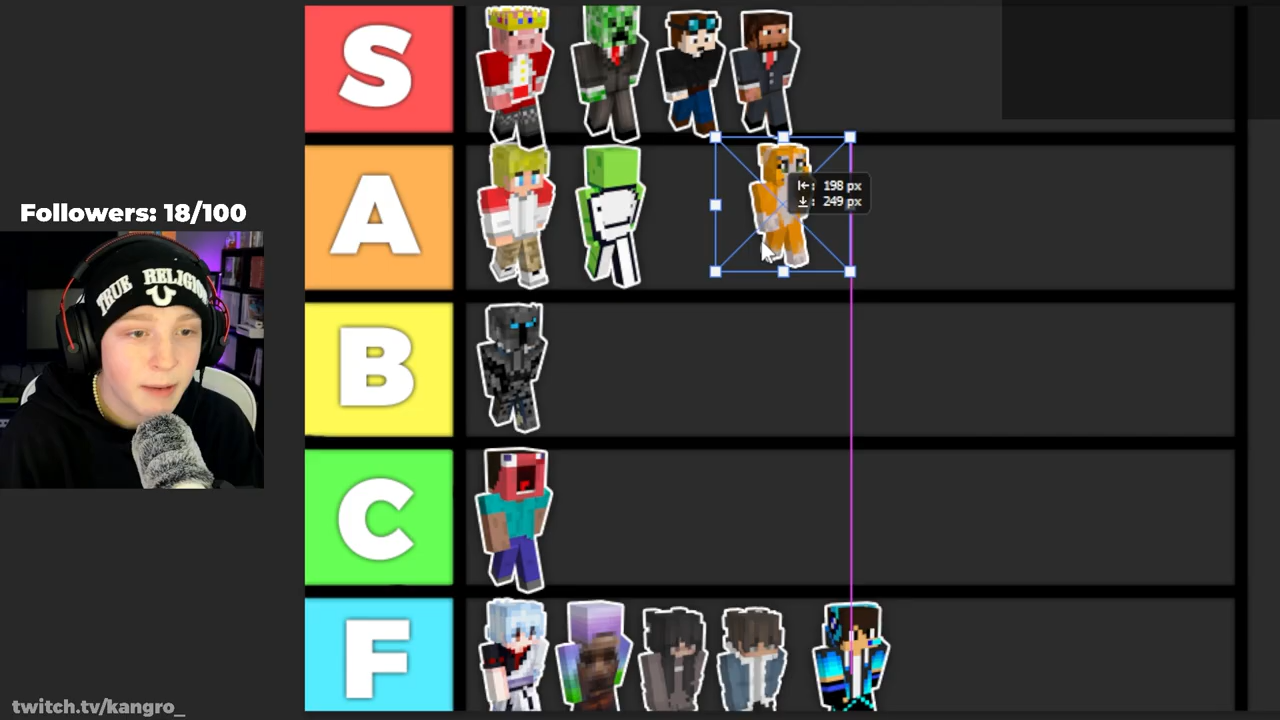 S
A
198 px
249 px
Followers: 18/100
TRUE RELIGION
B
C
F
twitch.tv/kangro_